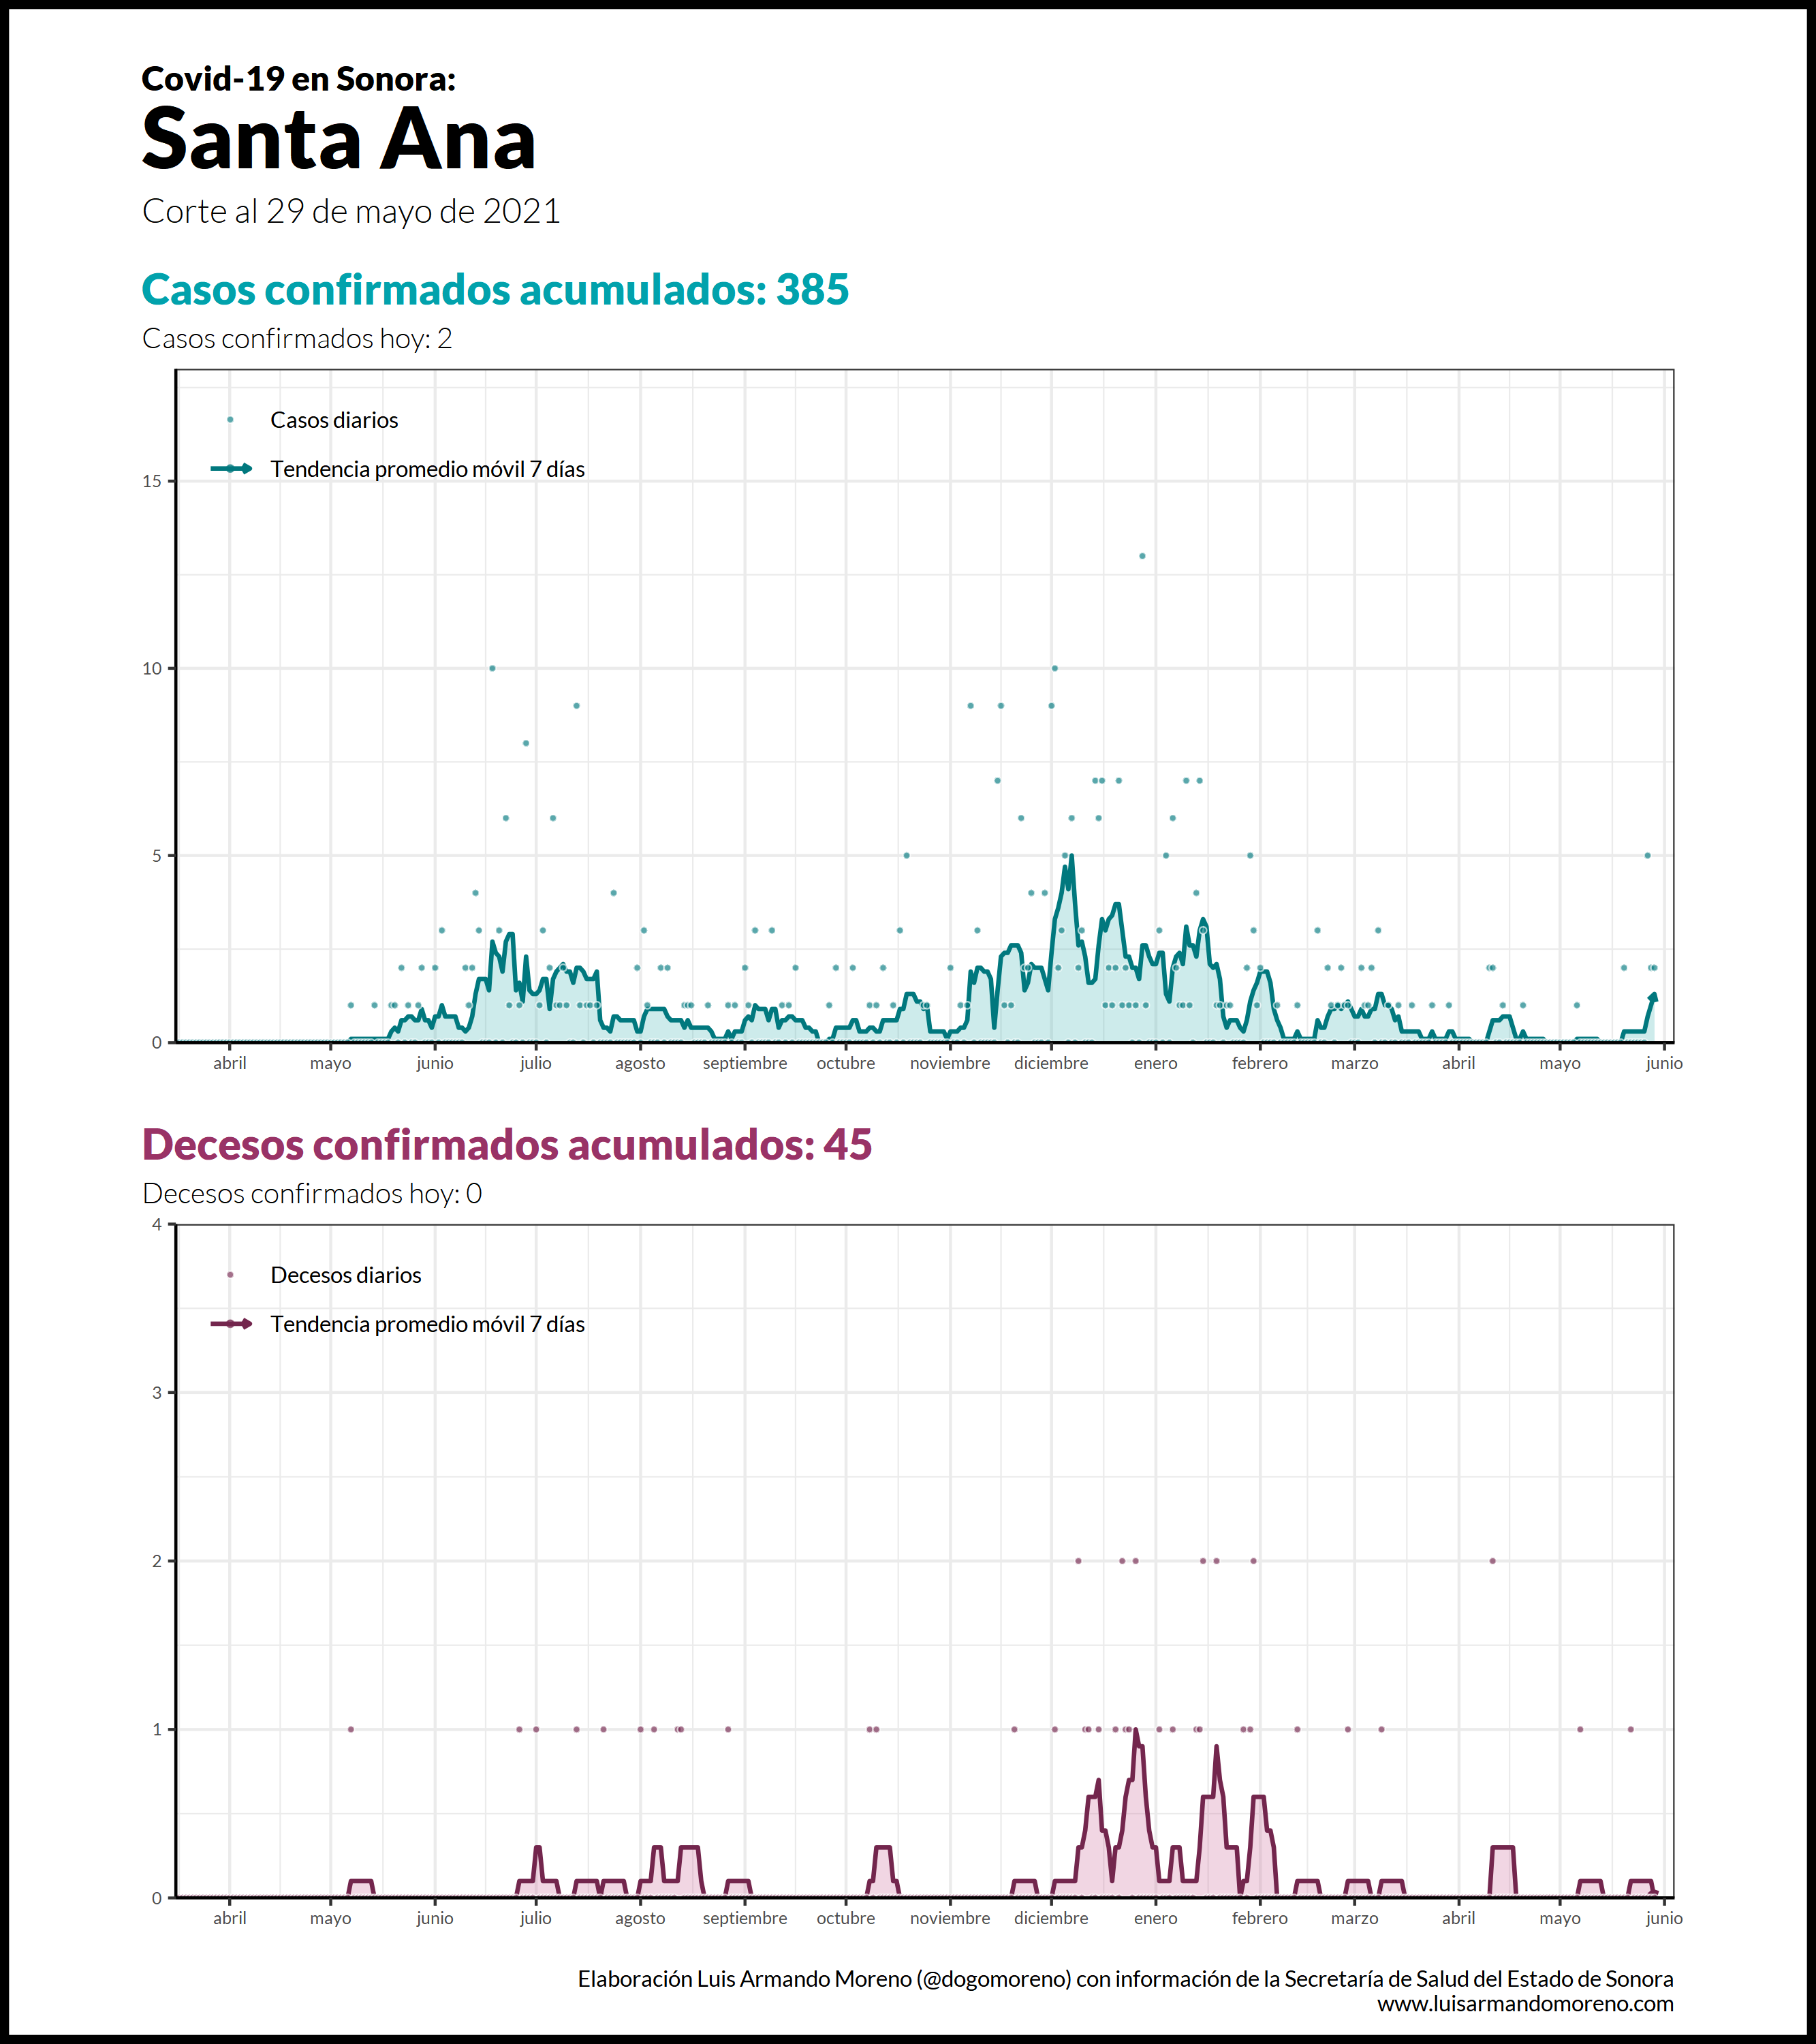 Covid-19 en Sonora:
Santa Ana
Corte al 29 de mayo de 2021
Casos confirmados acumulados: 385
Casos confirmados hoy: 2
Casos diarios
Tendencia promedio móvil 7 días
15
10
5
0
abril mayo junio julio agosto septiembre octubre noviembre diciembre enero febrero marzo abril mayo junio
Decesos confirmados acumulados: 45
Decesos confirmados hoy: 0
4
Decesos diarios
Tendencia promedio móvil 7 días
3
2
1
0
abril mayo junio julio agosto septiembre octubre noviembre diciembre enero febrero marzo abril mayo junio
Elaboración Luis Armando Moreno (@dogomoreno) con información de la Secretaría de Salud del Estado de Sonora
www.luisarmandomoreno.com